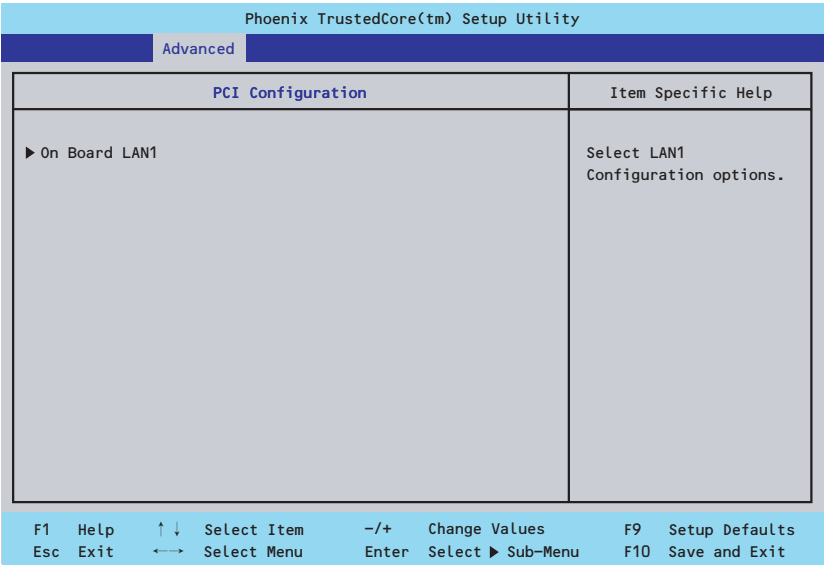 Phoenix TrustedCore(tm) Setup Utility
Advanced
PCI Configuration
Item Specific Help
▶ On Board LAN1
Select LAN1
Configuration options.
F1 Help ↑↓ Select Item -/+ Change Values F9 Setup Defaults
Esc Exit ←→ Select Menu Enter Select ▶ Sub-Menu F10 Save and Exit